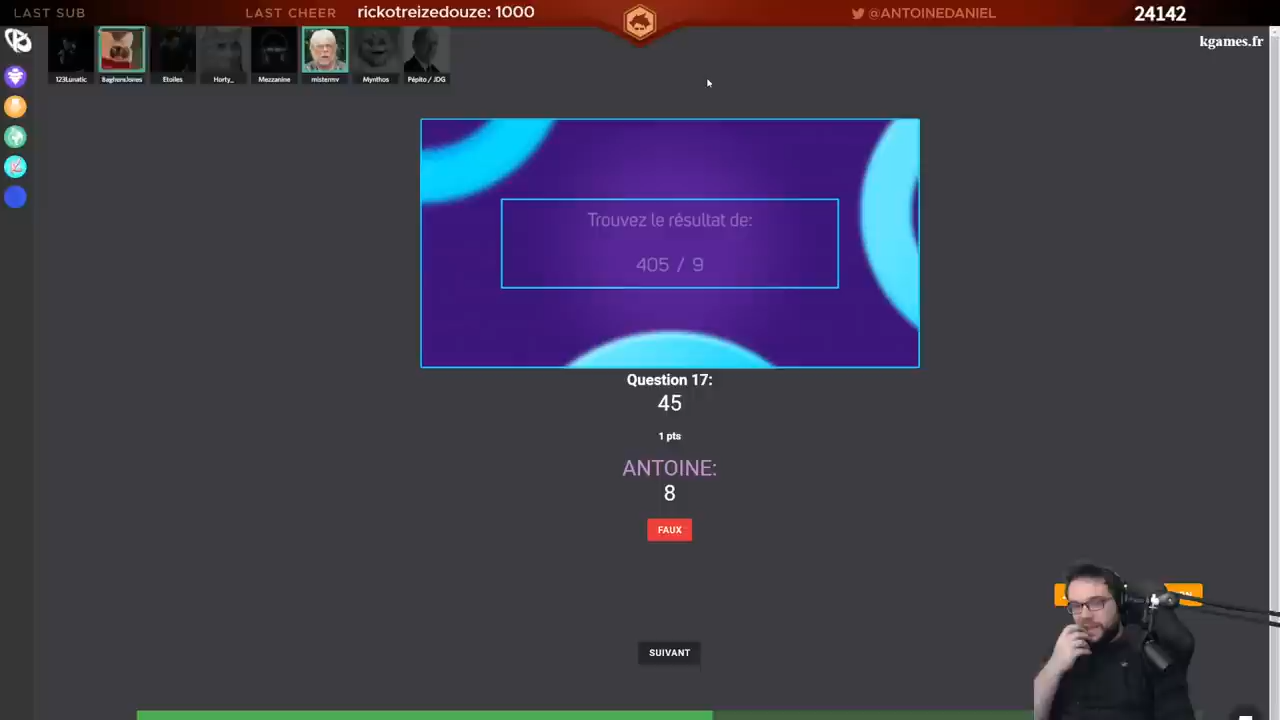 LAST SUB
LAST CHEER
rickotreizedouze: 1000
@ANTOINEDANIEL
24142
kgames.fr
123Lunatic
BagheraJones
Etoiles
Horty_
Mezzanine
mistermv
Mynthos
Pépito / JDG
Trouvez le résultat de:
405 / 9
Question 17:
45
1 pts
ANTOINE:
8
FAUX
SUIVANT